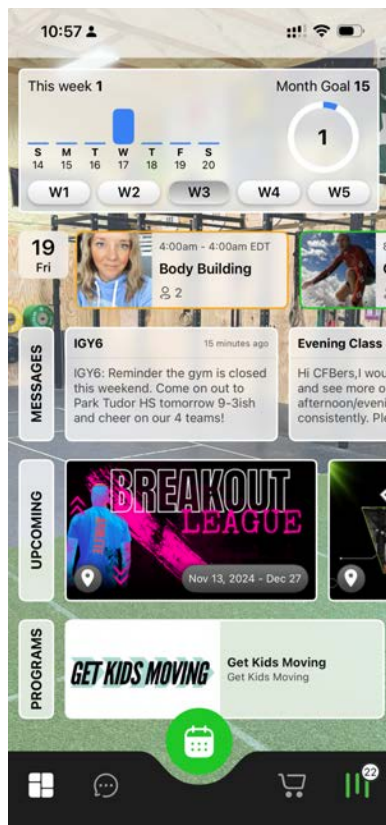 10:57
This week 1
Month Goal 15
1
S M T W T F S
14 15 16 17 18 19 20
W1 W2 W3 W4 W5
19
Fri
4:00am - 4:00am EDT
Body Building
2
MESSAGES
IGY6
15 minutes ago
IGY6: Reminder the gym is closed
this weekend. Come on out to
Park Tudor HS tomorrow 9-3ish
and cheer on our 4 teams!
Evening Class
Hi CFBers,I wou
and see more o
afternoon/eveni
consistently. Ple
UPCOMING
BREAKOUT
LEAGUE
Nov 13, 2024 - Dec 27
PROGRAMS
GET KIDS MOVING
Get Kids Moving
Get Kids Moving
22